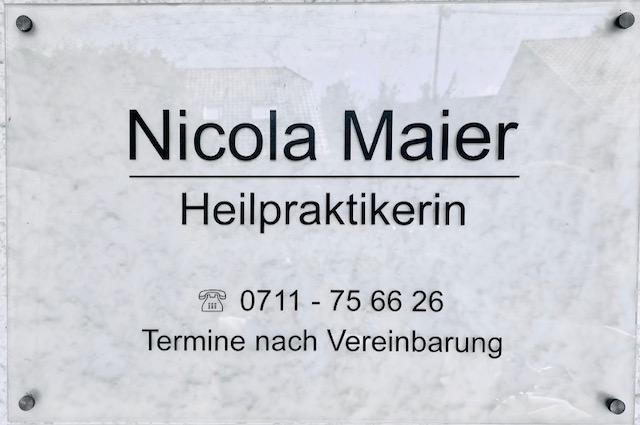 Nicola Maier
Heilpraktikerin
☏ 0711 - 75 66 26
Termine nach Vereinbarung